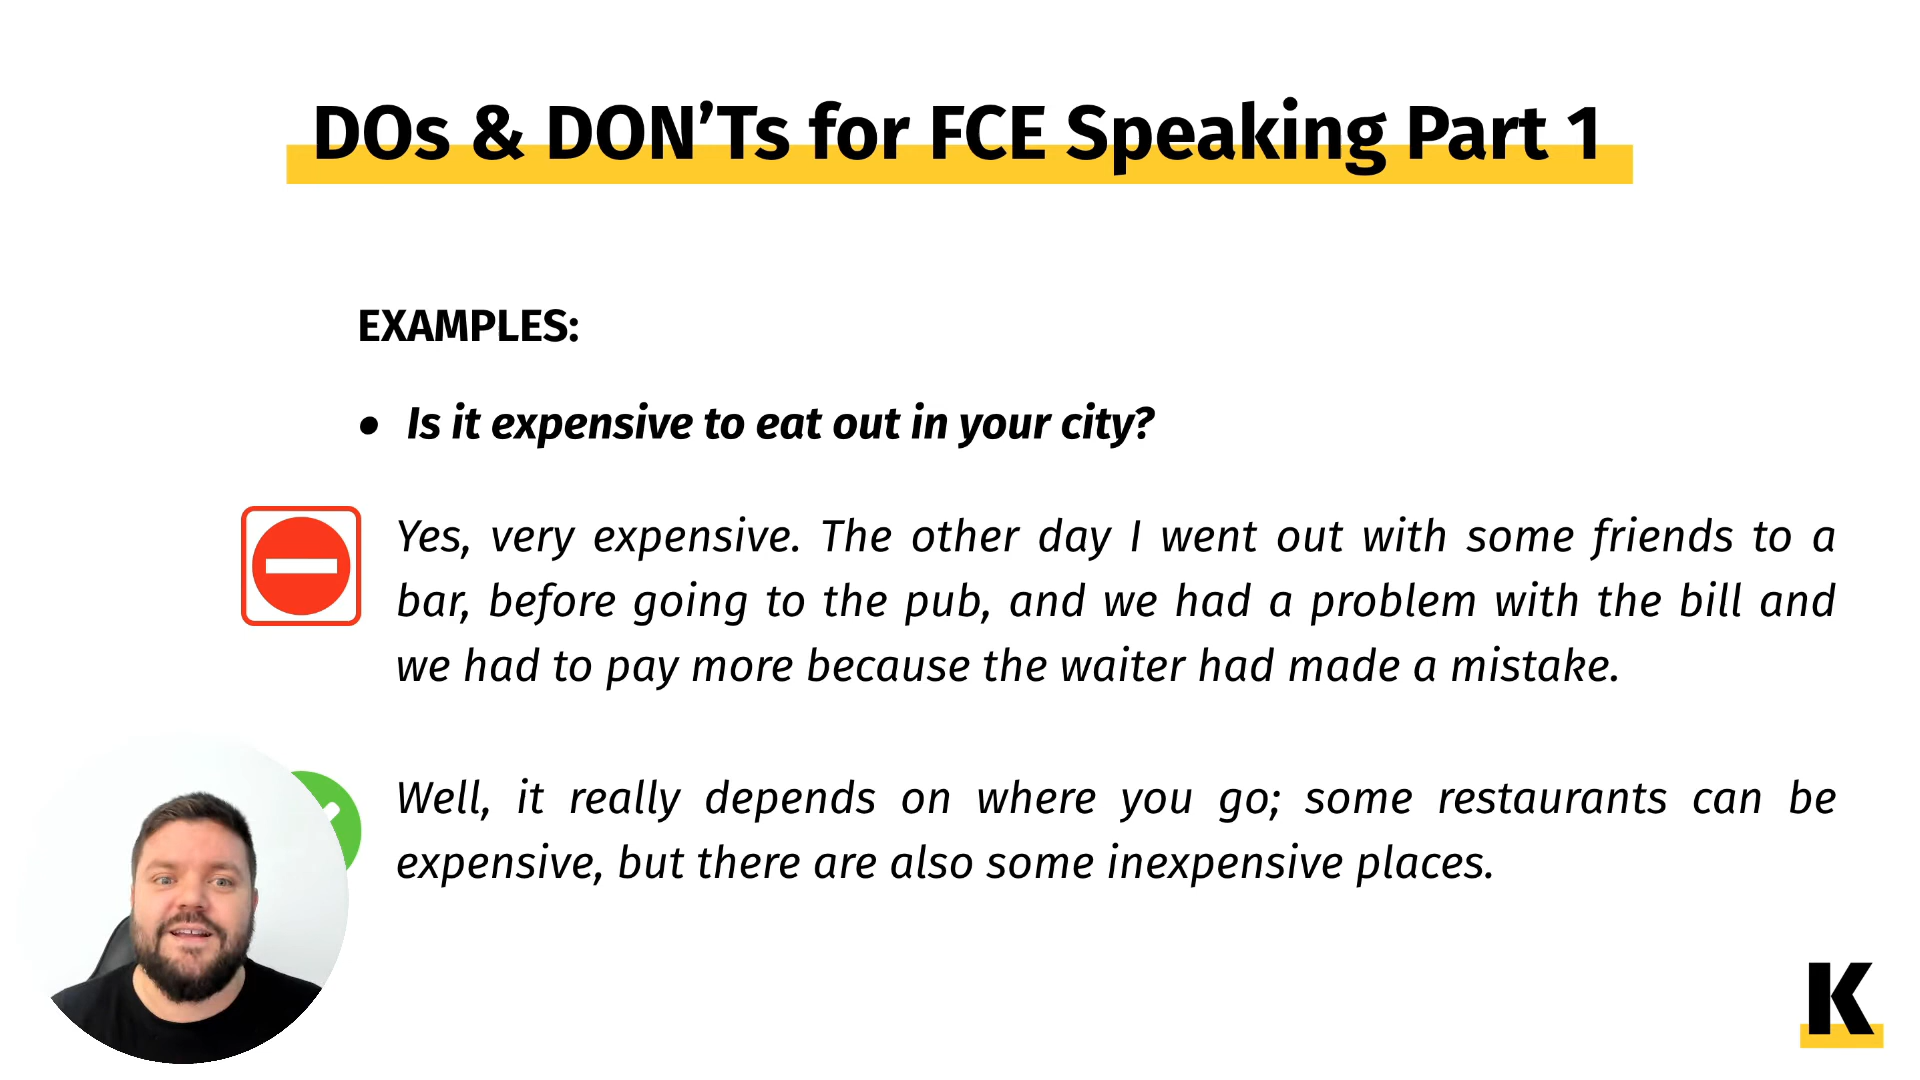 DOs & DON’Ts for FCE Speaking Part 1
EXAMPLES:
• Is it expensive to eat out in your city?
Yes, very expensive. The other day I went out with some friends to a
bar, before going to the pub, and we had a problem with the bill and
we had to pay more because the waiter had made a mistake.
Well, it really depends on where you go; some restaurants can be
expensive, but there are also some inexpensive places.
K